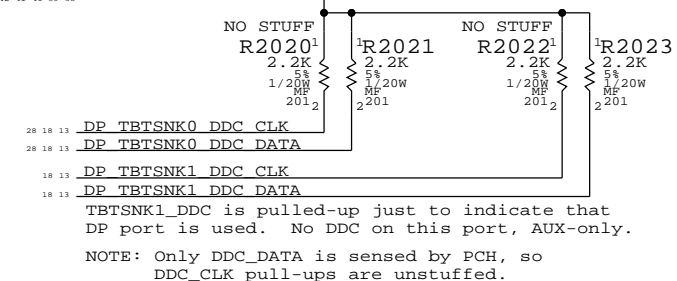 NO STUFF NO STUFF
R2020 1 1 R2021 R2022 1 1 R2023
2.2K 2.2K 2.2K 2.2K
5% 5% 5% 5%
1/20W 1/20W 1/20W 1/20W
MF MF MF MF
201 2 2 201 201 2 2 201
28 18 13 DP_TBTSNK0_DDC_CLK
28 18 13 DP_TBTSNK0_DDC_DATA
18 13 DP_TBTSNK1_DDC_CLK
18 13 DP_TBTSNK1_DDC_DATA
TBTSNK1_DDC is pulled-up just to indicate that
DP port is used. No DDC on this port, AUX-only.
NOTE: Only DDC_DATA is sensed by PCH, so
DDC_CLK pull-ups are unstuffed.